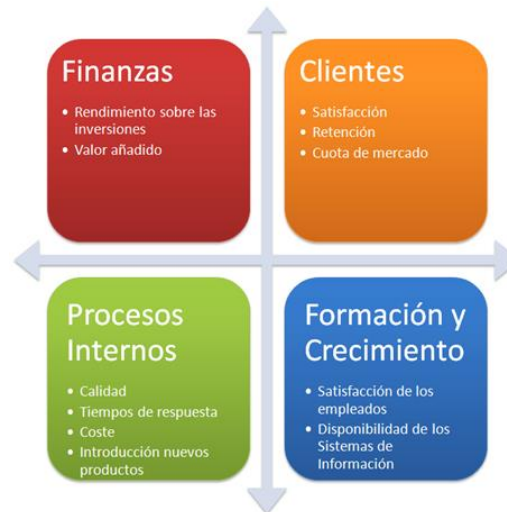 Finanzas
• Rendimiento sobre las
inversiones
• Valor añadido
Clientes
• Satisfacción
• Retención
• Cuota de mercado
Procesos
Internos
• Calidad
• Tiempos de respuesta
• Coste
• Introducción nuevos
productos
Formación y
Crecimiento
• Satisfacción de los
empleados
• Disponibilidad de los
Sistemas de
Información